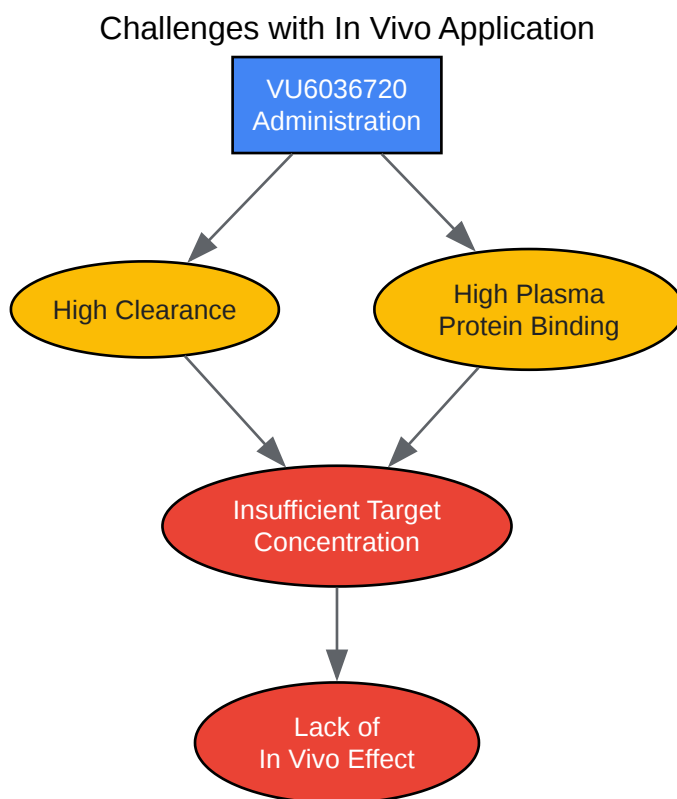 Challenges with In Vivo Application
VU6036720
Administration
High Clearance
High Plasma
Protein Binding
Insufficient Target
Concentration
Lack of
In Vivo Effect